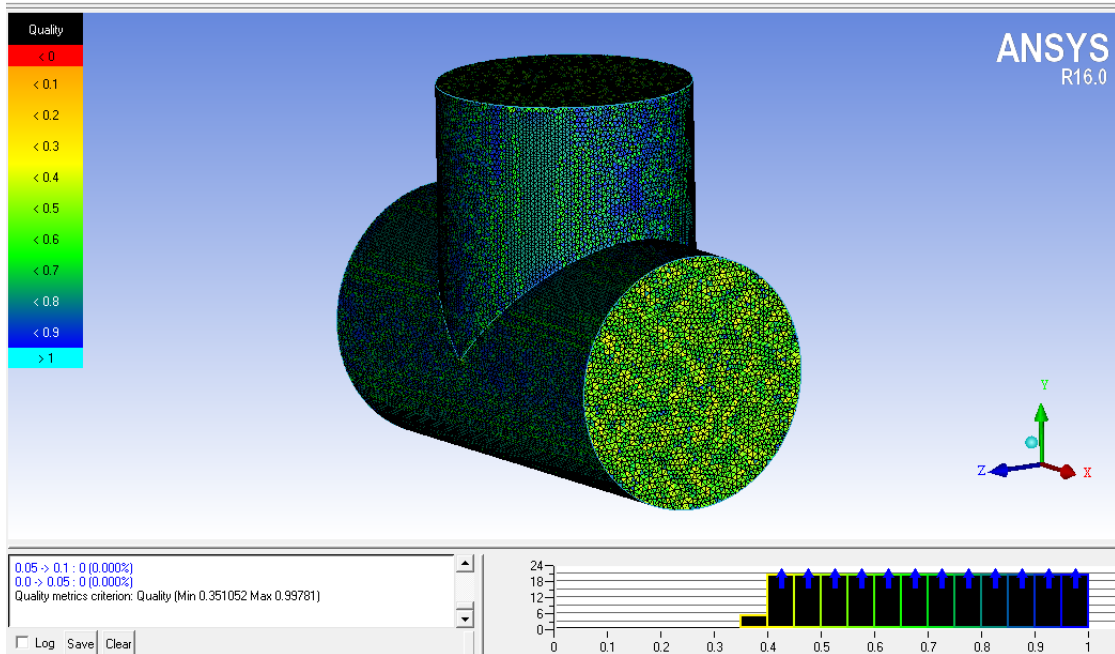 Quality
< 0
< 0.1
< 0.2
< 0.3
< 0.4
< 0.5
< 0.6
< 0.7
< 0.8
< 0.9
> 1
ANSYS
R16.0
Y
Z
X
0.05 -> 0.1 : 0 (0.000%)
0.0 -> 0.05 : 0 (0.000%)
Quality metrics criterion: Quality (Min 0.351052 Max 0.99781)
Log Save Clear
24
18
12
6
0
0 0.1 0.2 0.3 0.4 0.5 0.6 0.7 0.8 0.9 1